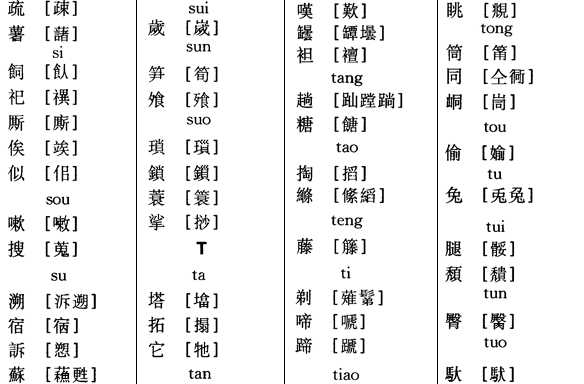 疏 [疎]
薯 [藷]
si
飼 [飤]
祀 [禩]
廝 [厮]
俟 [竢]
似 [佀]
sou
嗽 [嗷]
搜 [蒐]
su
溯 [泝遡]
宿 [宿]
訴 [愬]
蘇 [蘓甦]
sui
歲 [嵗]
sun
笋 [筍]
飧 [飱]
suo
瑣 [瑣]
鎖 [鎻]
蓑 [簑]
挲 [挱]
T
ta
塔 [墖]
拓 [搨]
它 [牠]
tan
嘆 [歎]
罎 [罈壜]
袒 [襢]
tang
趟 [跚蹚踼]
糖 [餹]
tao
掏 [搯]
縧 [絛縚]
teng
藤 [籐]
ti
剃 [薙鬀]
啼 [嗁]
蹄 [蹏]
tiao
眺 [覜]
tong
筒 [筩]
同 [仝衕]
峒 [峝]
tou
偷 [媮]
tu
兔 [兎兔]
tui
腿 [骽]
頹 [頽]
tun
臀 [臋]
tuo
馱 [馱]